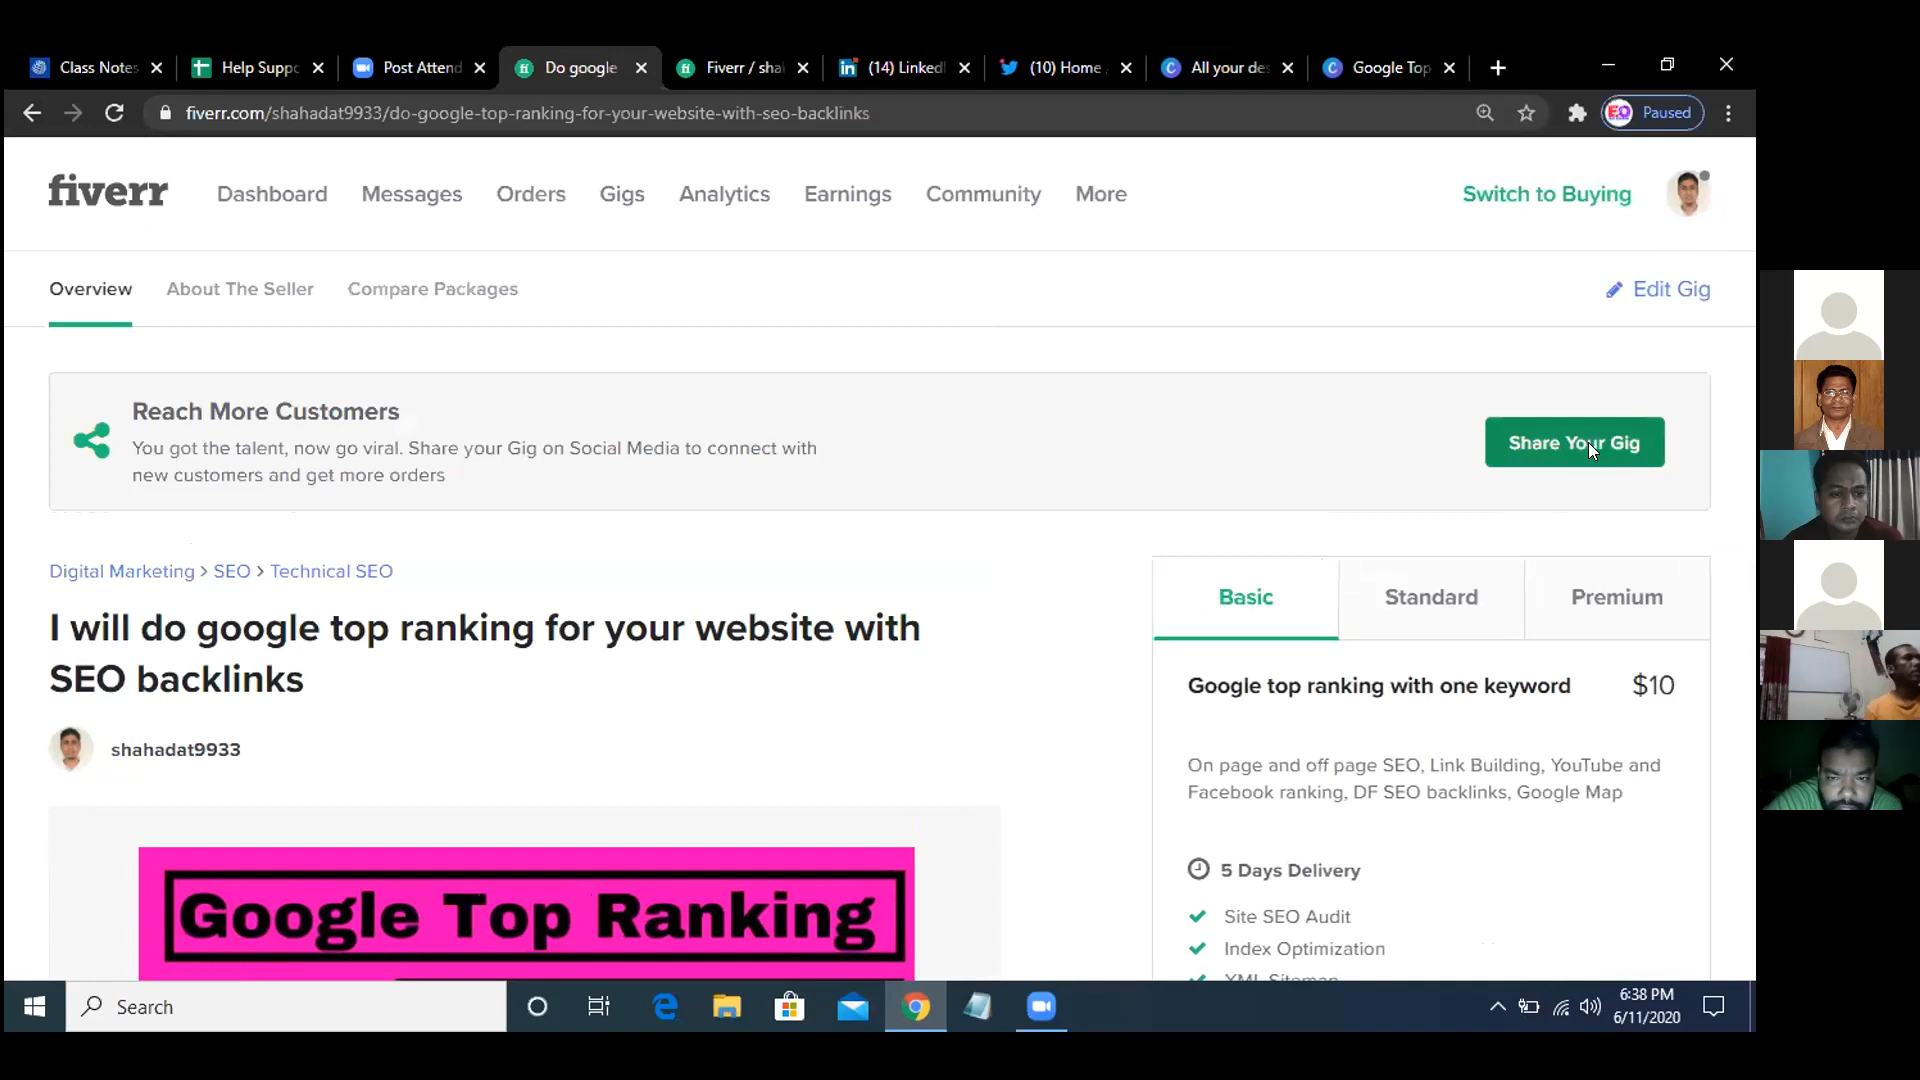 Class Notes
Help Suppo
Post Attend
Do google
Fiverr / sha
(14) Linked
(10) Home
All your des
Google Top
fiverr.com/shahadat9933/do-google-top-ranking-for-your-website-with-seo-backlinks
Paused
fiverr
Dashboard
Messages
Orders
Gigs
Analytics
Earnings
Community
More
Switch to Buying
Overview
About The Seller
Compare Packages
Edit Gig
Reach More Customers
You got the talent, now go viral. Share your Gig on Social Media to connect with
new customers and get more orders
Share Your Gig
Digital Marketing > SEO > Technical SEO
I will do google top ranking for your website with
SEO backlinks
shahadat9933
Google Top Ranking
Basic
Standard
Premium
Google top ranking with one keyword
$10
On page and off page SEO, Link Building, YouTube and
Facebook ranking, DF SEO backlinks, Google Map
5 Days Delivery
Site SEO Audit
Index Optimization
XML Sitemap
Search
6:38 PM
6/11/2020